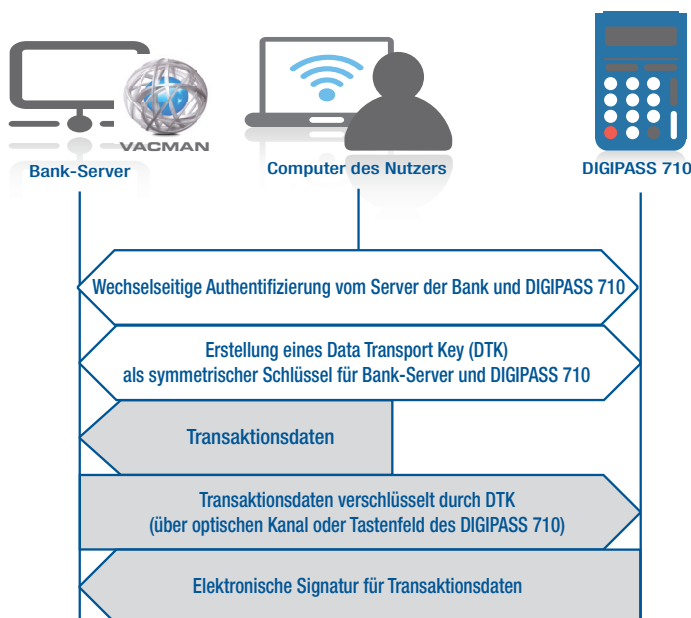 VACMAN
Bank-Server
Computer des Nutzers
DIGIPASS 710
Wechselseitige Authentifizierung vom Server der Bank und DIGIPASS 710
Erstellung eines Data Transport Key (DTK)
als symmetrischer Schlüssel für Bank-Server und DIGIPASS 710
Transaktionsdaten
Transaktionsdaten verschlüsselt durch DTK
(über optischen Kanal oder Tastenfeld des DIGIPASS 710)
Elektronische Signatur für Transaktionsdaten